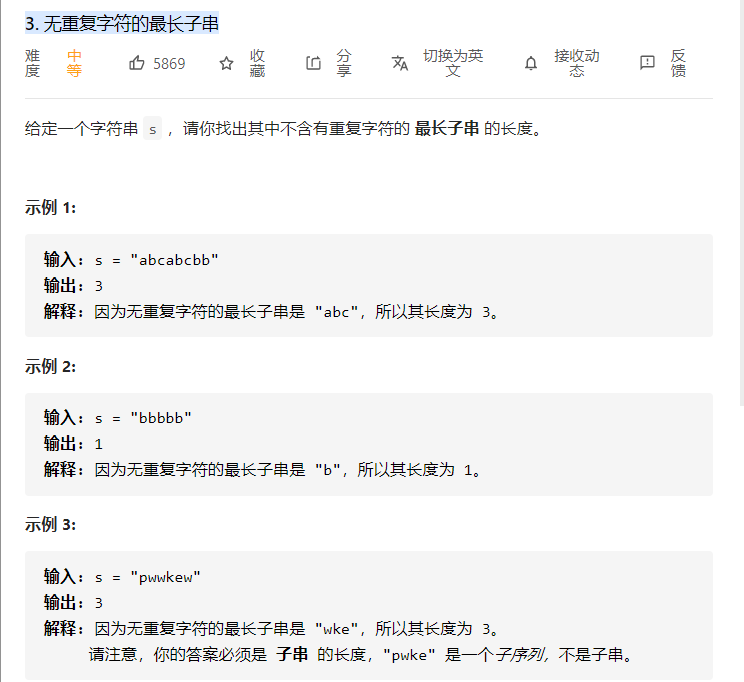 3. 无重复字符的最长子串
难度 中等 5869 收藏 分享 切换为英文 接收动态 反馈
给定一个字符串 s ，请你找出其中不含有重复字符的 最长子串 的长度。
示例 1:
输入: s = "abcabcbb"
输出: 3
解释: 因为无重复字符的最长子串是 "abc"，所以其长度为 3。
示例 2:
输入: s = "bbbbb"
输出: 1
解释: 因为无重复字符的最长子串是 "b"，所以其长度为 1。
示例 3:
输入: s = "pwwkew"
输出: 3
解释: 因为无重复字符的最长子串是 "wke"，所以其长度为 3。
请注意，你的答案必须是 子串 的长度，"pwke" 是一个子序列，不是子串。